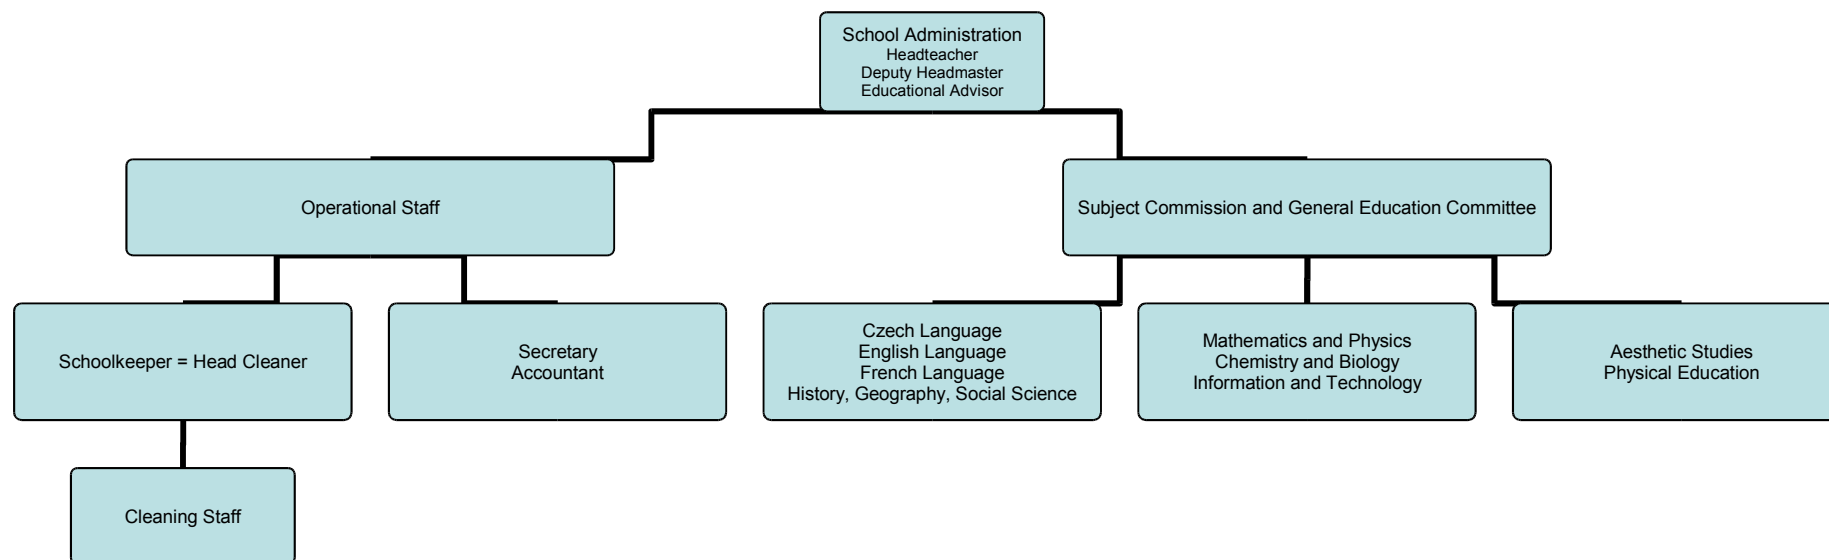 School Administration
Headteacher
Deputy Headmaster
Educational Advisor
Operational Staff
Subject Commission and General Education Committee
Schoolkeeper = Head Cleaner
Secretary
Accountant
Czech Language
English Language
French Language
History, Geography, Social Science
Mathematics and Physics
Chemistry and Biology
Information and Technology
Aesthetic Studies
Physical Education
Cleaning Staff